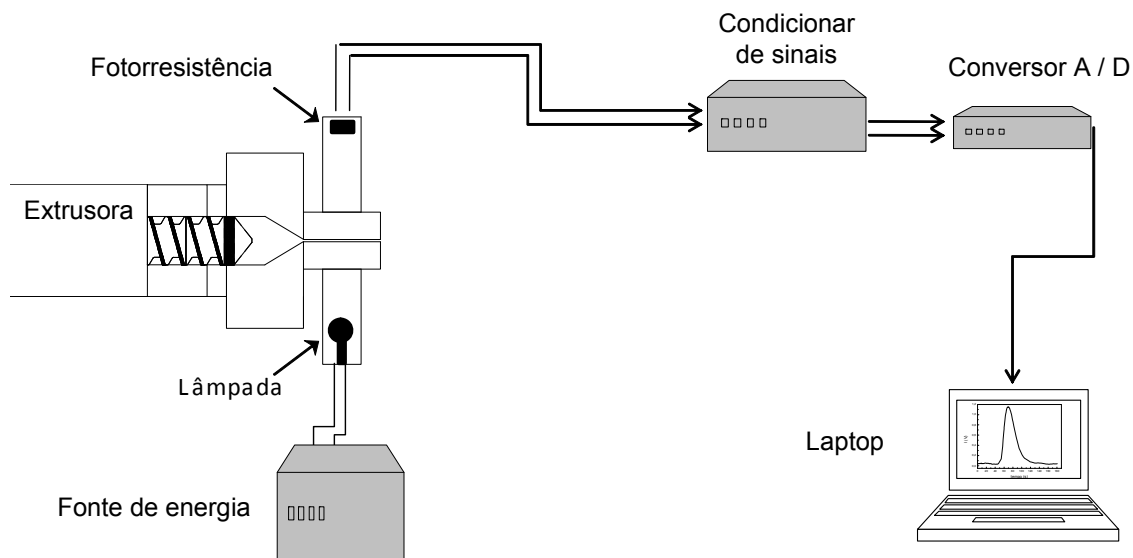 Condicionar
de sinais
Fotorresistência
Conversor A / D
Extrusora
Lâmpada
Laptop
Fonte de energia